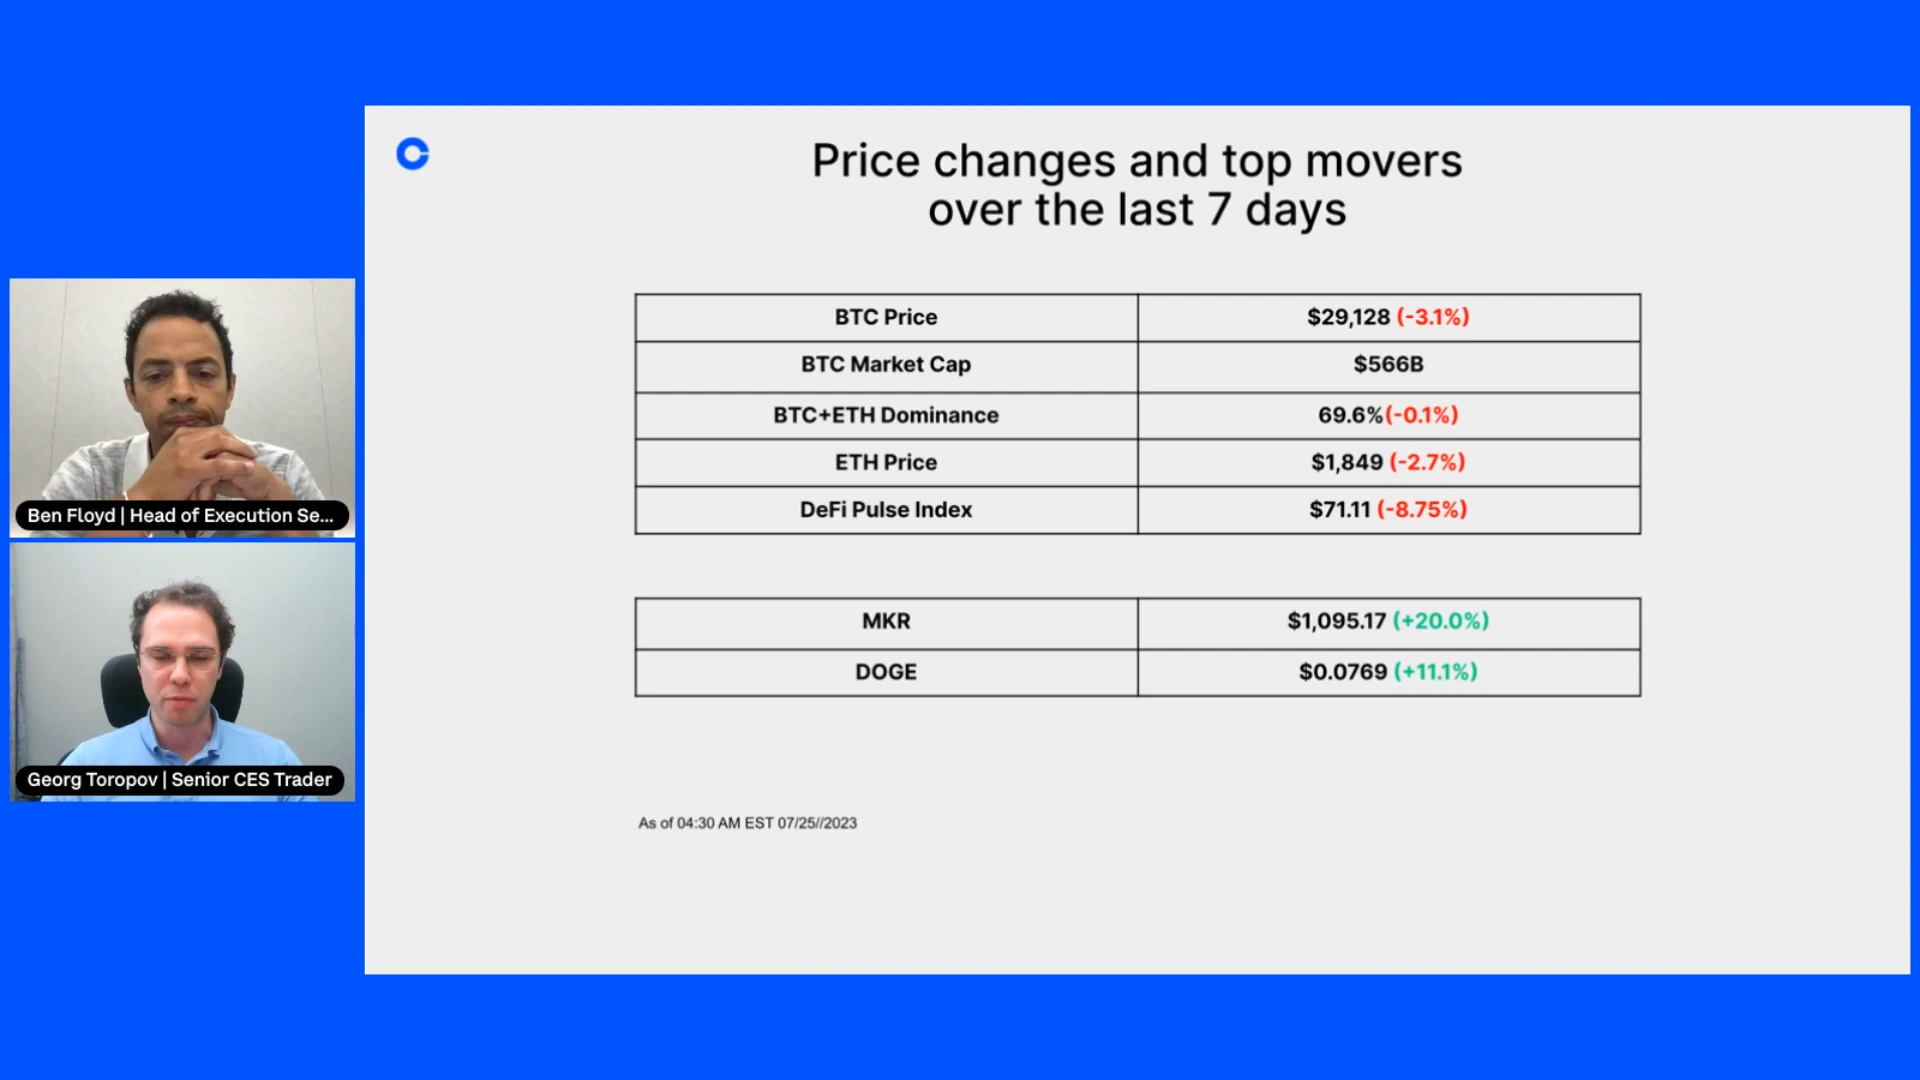 Price changes and top movers
over the last 7 days
BTC Price $29,128 (-3.1%)
BTC Market Cap $566B
BTC+ETH Dominance 69.6%(-0.1%)
ETH Price $1,849 (-2.7%)
DeFi Pulse Index $71.11 (-8.75%)
MKR $1,095.17 (+20.0%)
DOGE $0.0769 (+11.1%)
As of 04:30 AM EST 07/25//2023
Ben Floyd | Head of Execution Se...
Georg Toropov | Senior CES Trader